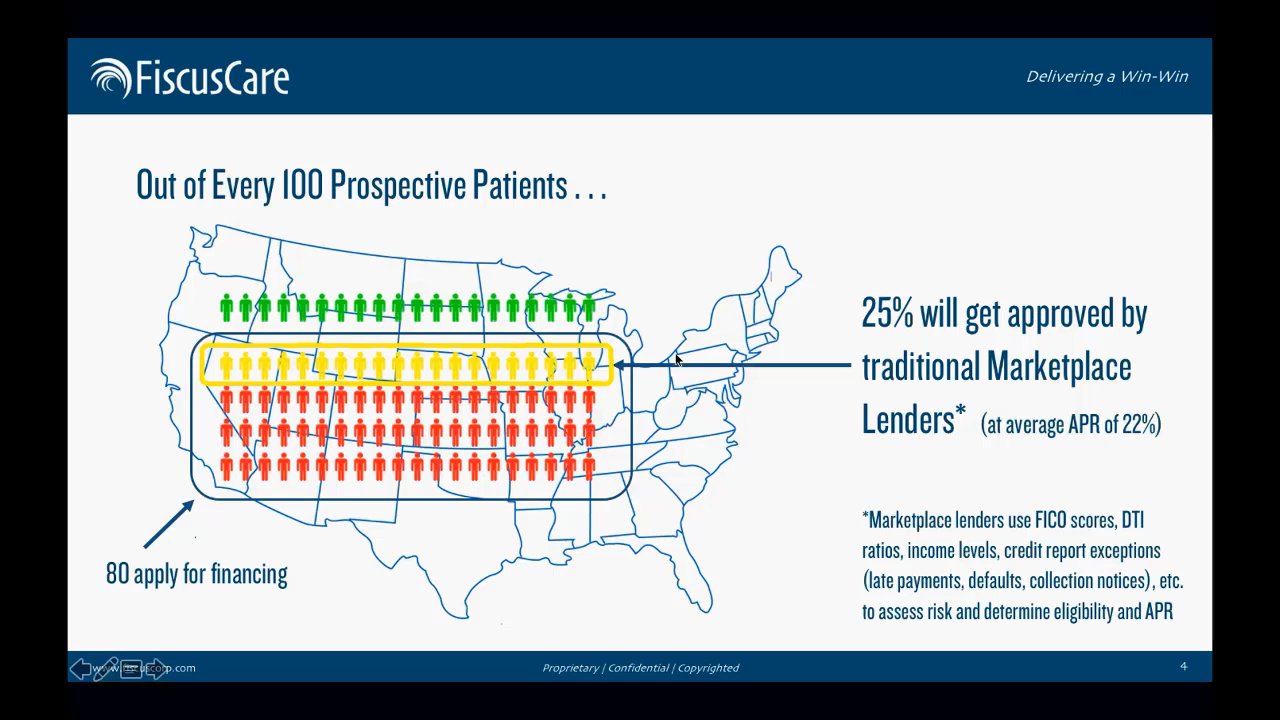 FiscusCare
Delivering a Win-Win
Out of Every 100 Prospective Patients . . .
25% will get approved by
traditional Marketplace
Lenders* (at average APR of 22%)
*Marketplace lenders use FICO scores, DTI
ratios, income levels, credit report exceptions
(late payments, defaults, collection notices), etc.
to assess risk and determine eligibility and APR
80 apply for financing
www.fiscuscorp.com
Proprietary | Confidential | Copyrighted
4